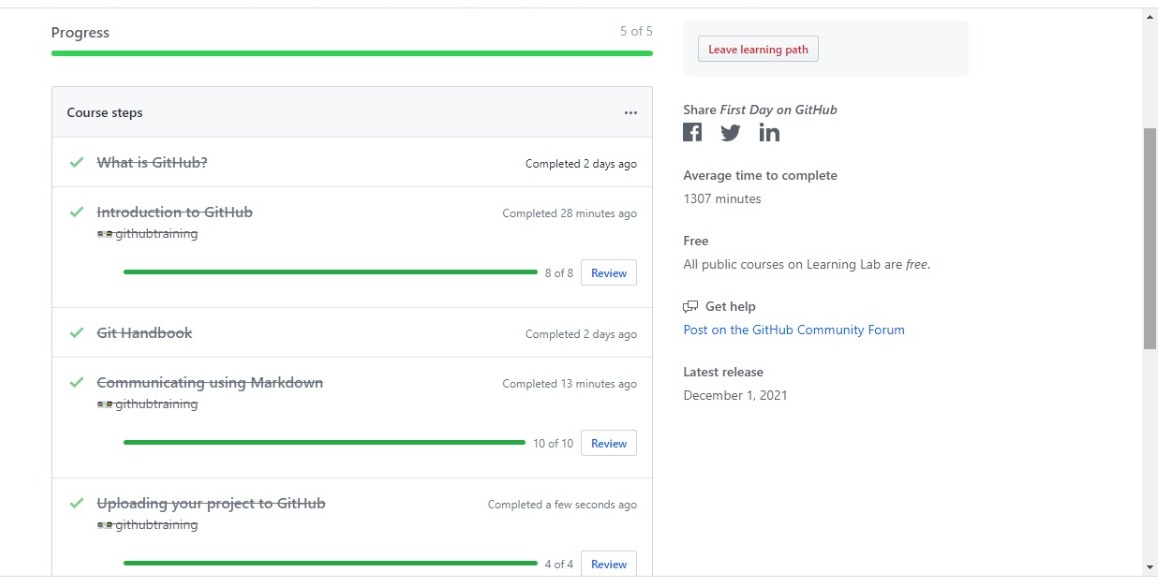 Progress 5 of 5
Course steps ...
What is GitHub? Completed 2 days ago
Introduction to GitHub Completed 28 minutes ago
githubtraining
8 of 8 Review
Git Handbook Completed 2 days ago
Communicating using Markdown Completed 13 minutes ago
githubtraining
10 of 10 Review
Uploading your project to GitHub Completed a few seconds ago
githubtraining
4 of 4 Review
Leave learning path
Share First Day on GitHub
Average time to complete
1307 minutes
Free
All public courses on Learning Lab are free.
Get help
Post on the GitHub Community Forum
Latest release
December 1, 2021